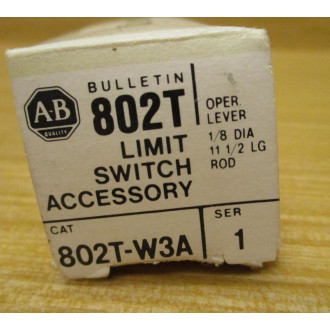 A-B
QUALITY
BULLETIN
802T
LIMIT
SWITCH
ACCESSORY
OPER.
LEVER
1/8 DIA
11 1/2 LG
ROD
CAT
802T-W3A
SER
1